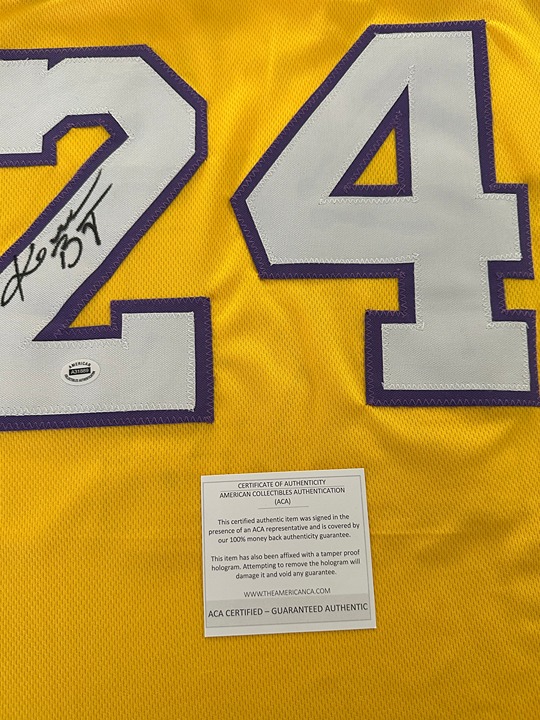 24
Kobe
AMERICAN
A31888
CERTIFICATE OF AUTHENTICITY
AMERICAN COLLECTIBLES AUTHENTICATION
(ACA)
This certified authentic item was signed in the
presence of an ACA representative and is covered by
our 100% money back authenticity guarantee.
This item has also been affixed with a tamper proof
hologram. Attempting to remove the hologram will
damage it and void any guarantee.
WWW.THEAMERICANCA.COM
ACA CERTIFIED – GUARANTEED AUTHENTIC